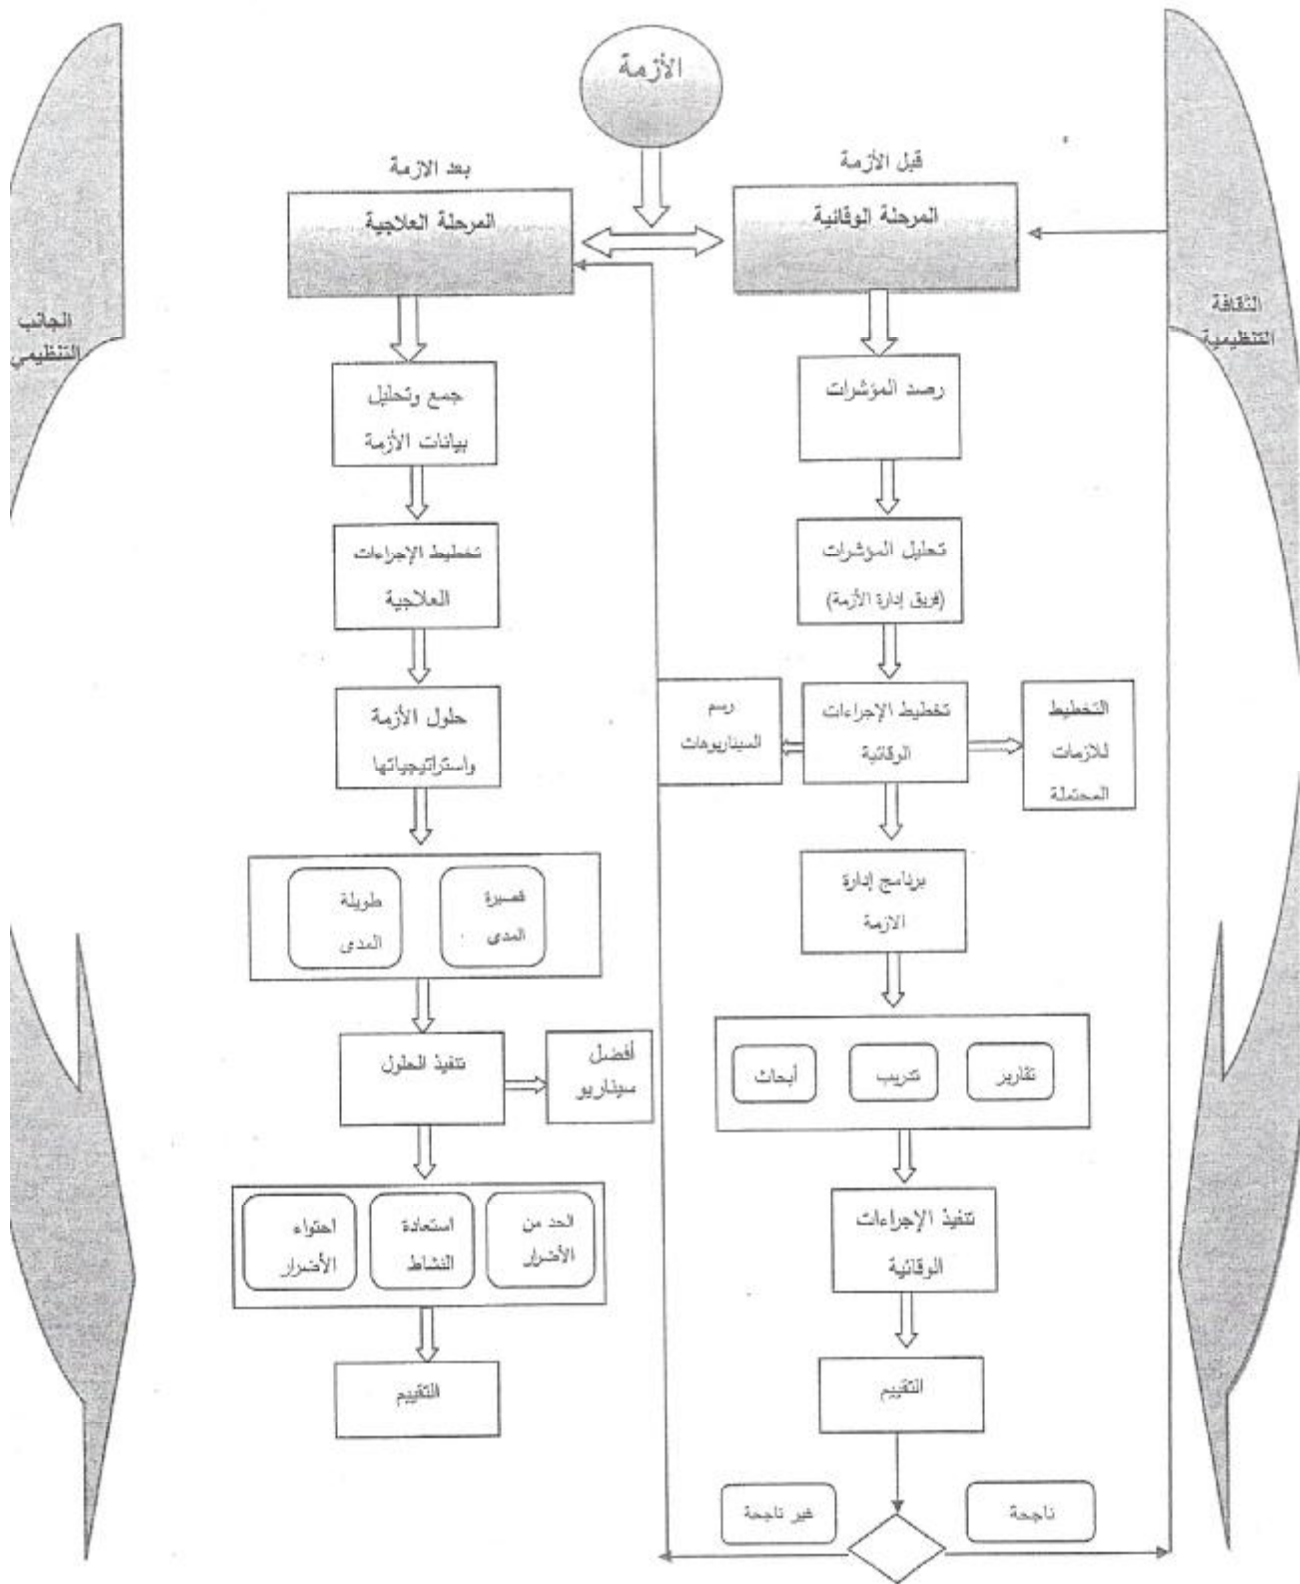 الأزمة
قبل الأزمة
المرحلة الوقائية
بعد الازمة
المرحلة العلاجية
الثقافة
التنظيمية
الجانب
التنظيمي
رصد المؤشرات
تحليل المؤشرات
(فريق إدارة الأزمة)
تخطيط الإجراءات
الوقائية
التخطيط
للازمات
المحتملة
رسم
السيناريوهات
برنامج إدارة
الازمة
تقارير
تدريب
أبحاث
تنفيذ الإجراءات
الوقائية
التقييم
ناجحة
غير ناجحة
جمع وتحليل
بيانات الأزمة
تخطيط الإجراءات
العلاجية
حلول الأزمة
واستراتيجياتها
قصيرة
المدى
طويلة
المدى
تنفيذ الحلول
أفضل
سيناريو
الحد من
الأضرار
استعادة
النشاط
احتواء
الأضرار
التقييم